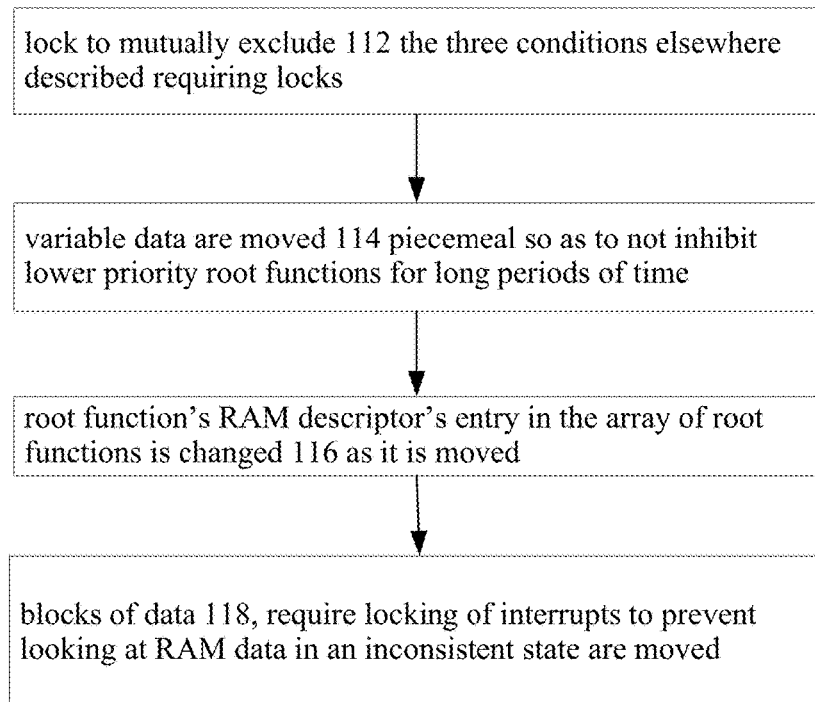 lock to mutually exclude 112 the three conditions elsewhere
described requiring locks
variable data are moved 114 piecemeal so as to not inhibit
lower priority root functions for long periods of time
root function's RAM descriptor's entry in the array of root
functions is changed 116 as it is moved
blocks of data 118, require locking of interrupts to prevent
looking at RAM data in an inconsistent state are moved